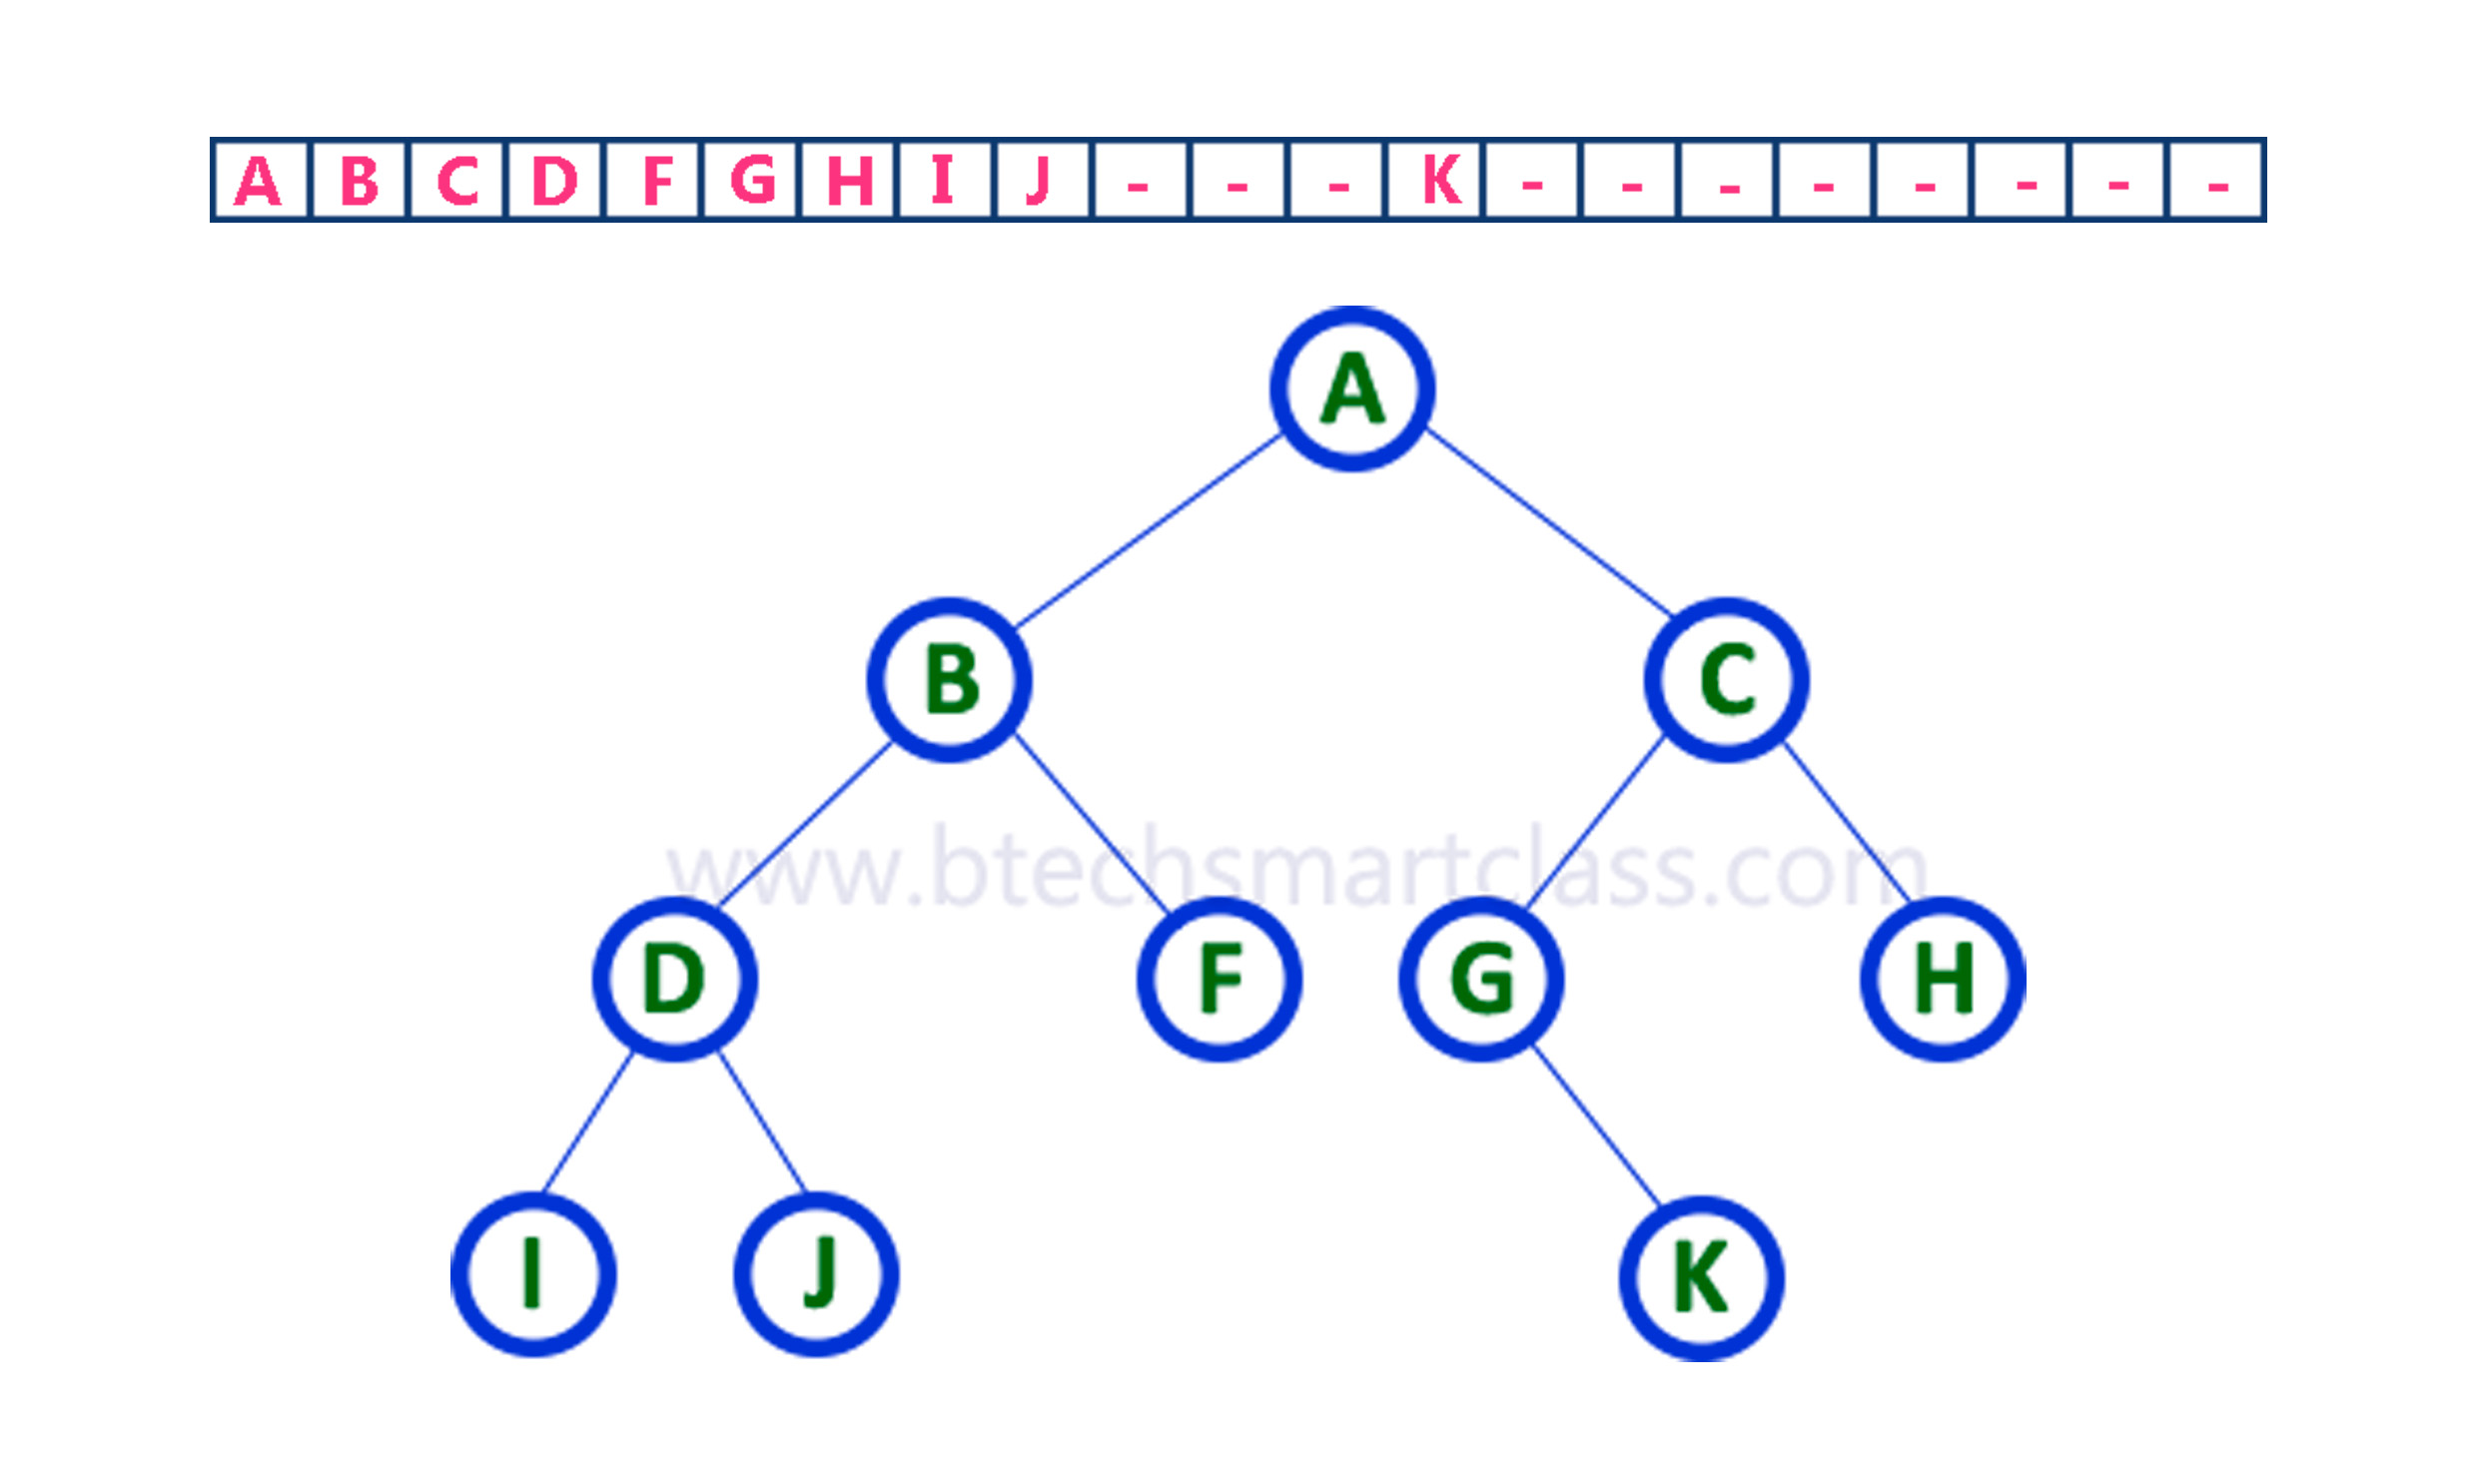 A B C D F G H I J - - - K - - - - - - - -
A
B C
www.btechsmartclass.com
D F G H
I J K